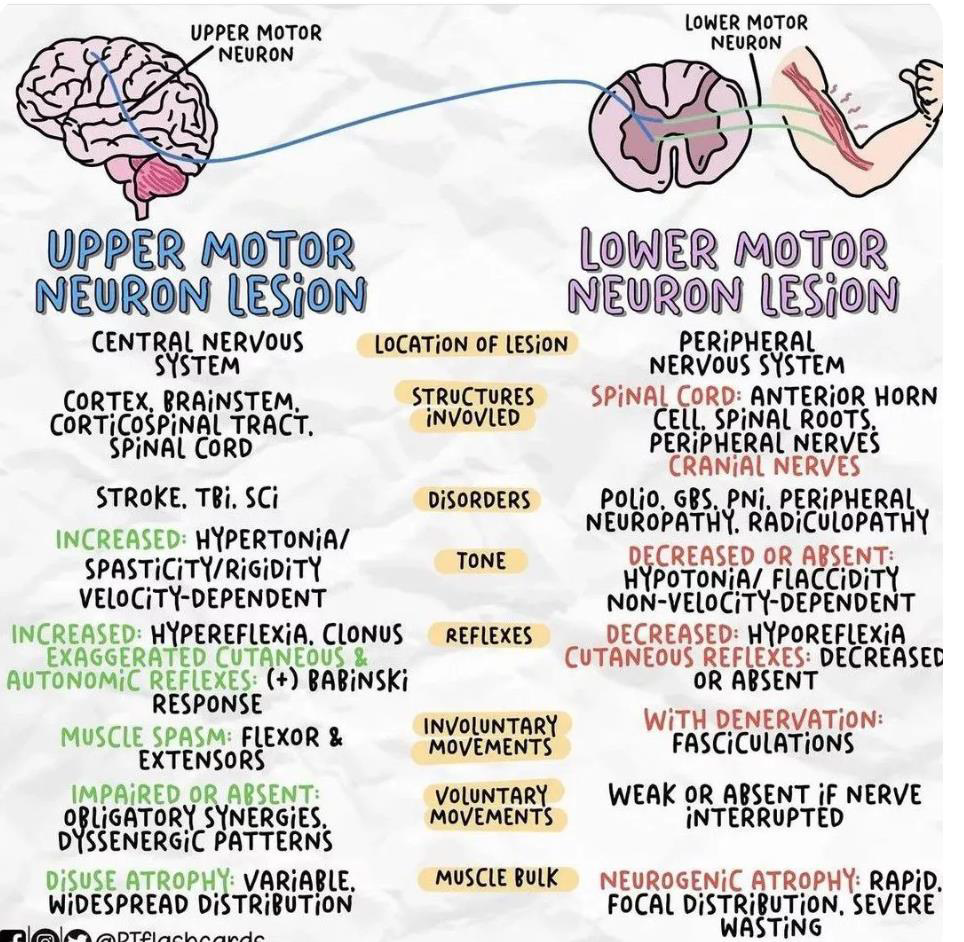 UPPER MOTOR
NEURON
LOWER MOTOR
NEURON
UPPER MOTOR
NEURON LESiON
LOWER MOTOR
NEURON LESiON
CENTRAL NERVOUS
SYSTEM
LOCATiON OF LESiON
PERiPHERAL
NERVOUS SYSTEM
CORTEX, BRAiNSTEM,
CORTiCOSPiNAL TRACT,
SPiNAL CORD
STRUCTURES
iNVOVLED
SPiNAL CORD: ANTERiOR HORN
CELL, SPiNAL ROOTS,
PERiPHERAL NERVES
CRANiAL NERVES
STROKE, TBi, SCi
DiSORDERS
POLiO, GBS, PNi, PERiPHERAL
NEUROPATHY, RADiCULOPATHY
iNCREASED: HYPERTONiA/
SPASTiCiTY/RiGiDiTY
VELOCiTY-DEPENDENT
TONE
DECREASED OR ABSENT:
HYPOTONiA/ FLACCiDiTY
NON-VELOCiTY-DEPENDENT
iNCREASED: HYPEREFLEXiA, CLONUS
EXAGGERATED CUTANEOUS &
AUTONOMiC REFLEXES: (+) BABiNSKi
RESPONSE
REFLEXES
DECREASED: HYPOREFLEXiA
CUTANEOUS REFLEXES: DECREASED
OR ABSENT
MUSCLE SPASM: FLEXOR &
EXTENSORS
iNVOLUNTARY
MOVEMENTS
WiTH DENERVATiON:
FASCiCULATiONS
iMPAiRED OR ABSENT:
OBLiGATORY SYNERGiES,
DYSSENERGiC PATTERNS
VOLUNTARY
MOVEMENTS
WEAK OR ABSENT iF NERVE
iNTERRUPTED
DiSUSE ATROPHY: VARiABLE,
WiDESPREAD DiSTRiBUTiON
MUSCLE BULK
NEUROGENiC ATROPHY: RAPiD,
FOCAL DiSTRiBUTiON, SEVERE
WASTiNG
@PTflashcards